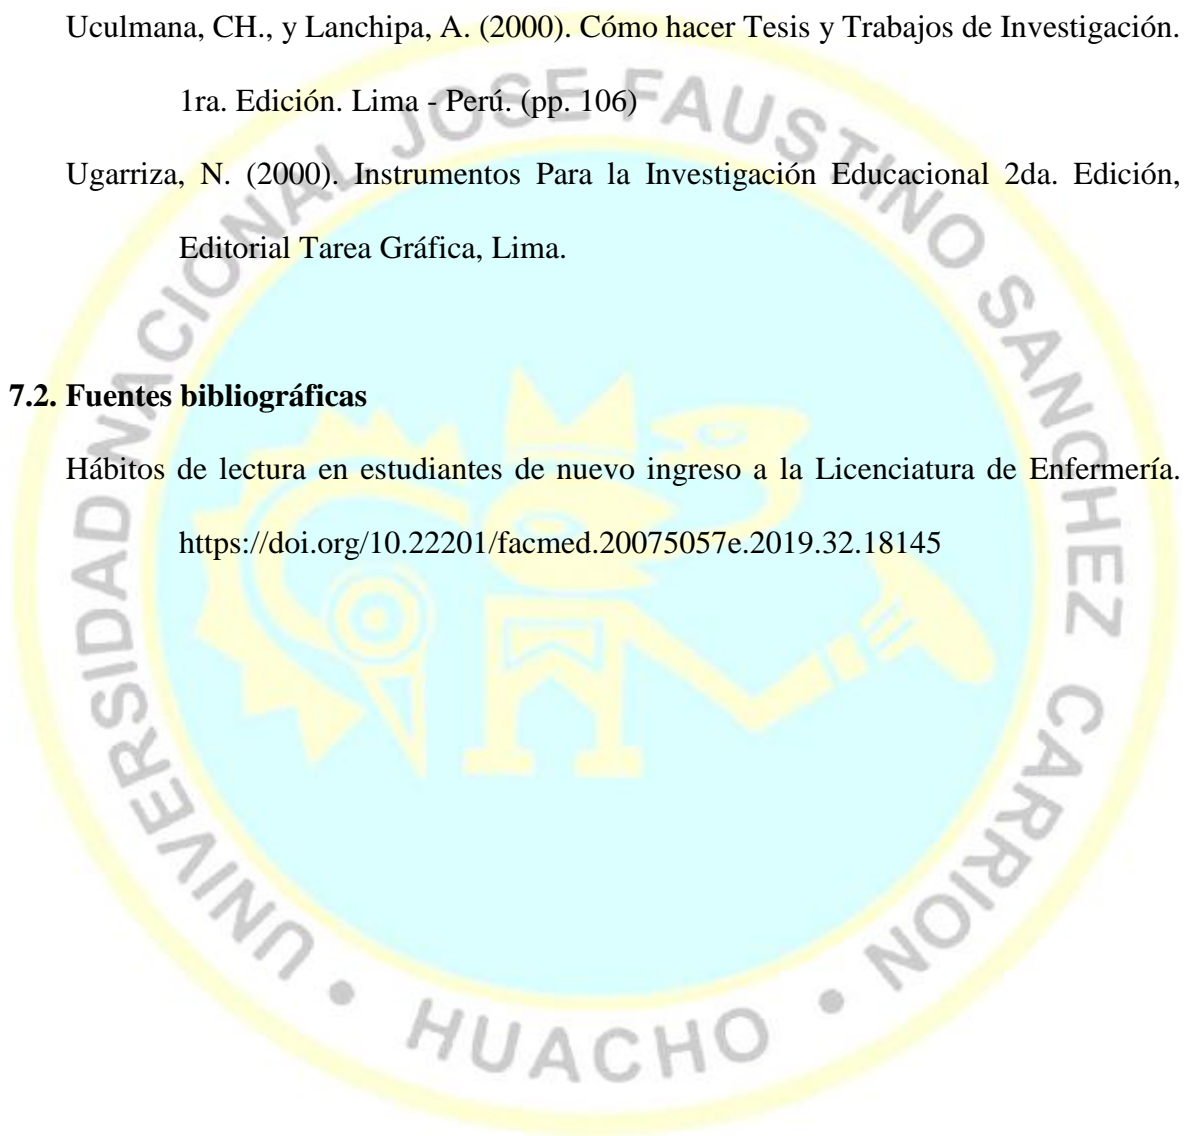 Uculmana, CH., y Lanchipa, A. (2000). Cómo hacer Tesis y Trabajos de Investigación.
1ra. Edición. Lima - Perú. (pp. 106)
Ugarriza, N. (2000). Instrumentos Para la Investigación Educacional 2da. Edición,
Editorial Tarea Gráfica, Lima.
7.2. Fuentes bibliográficas
Hábitos de lectura en estudiantes de nuevo ingreso a la Licenciatura de Enfermería.
https://doi.org/10.22201/facmed.20075057e.2019.32.18145
UNIVERSIDAD NACIONAL JOSE FAUSTINO SANCHEZ CARRION • HUACHO •